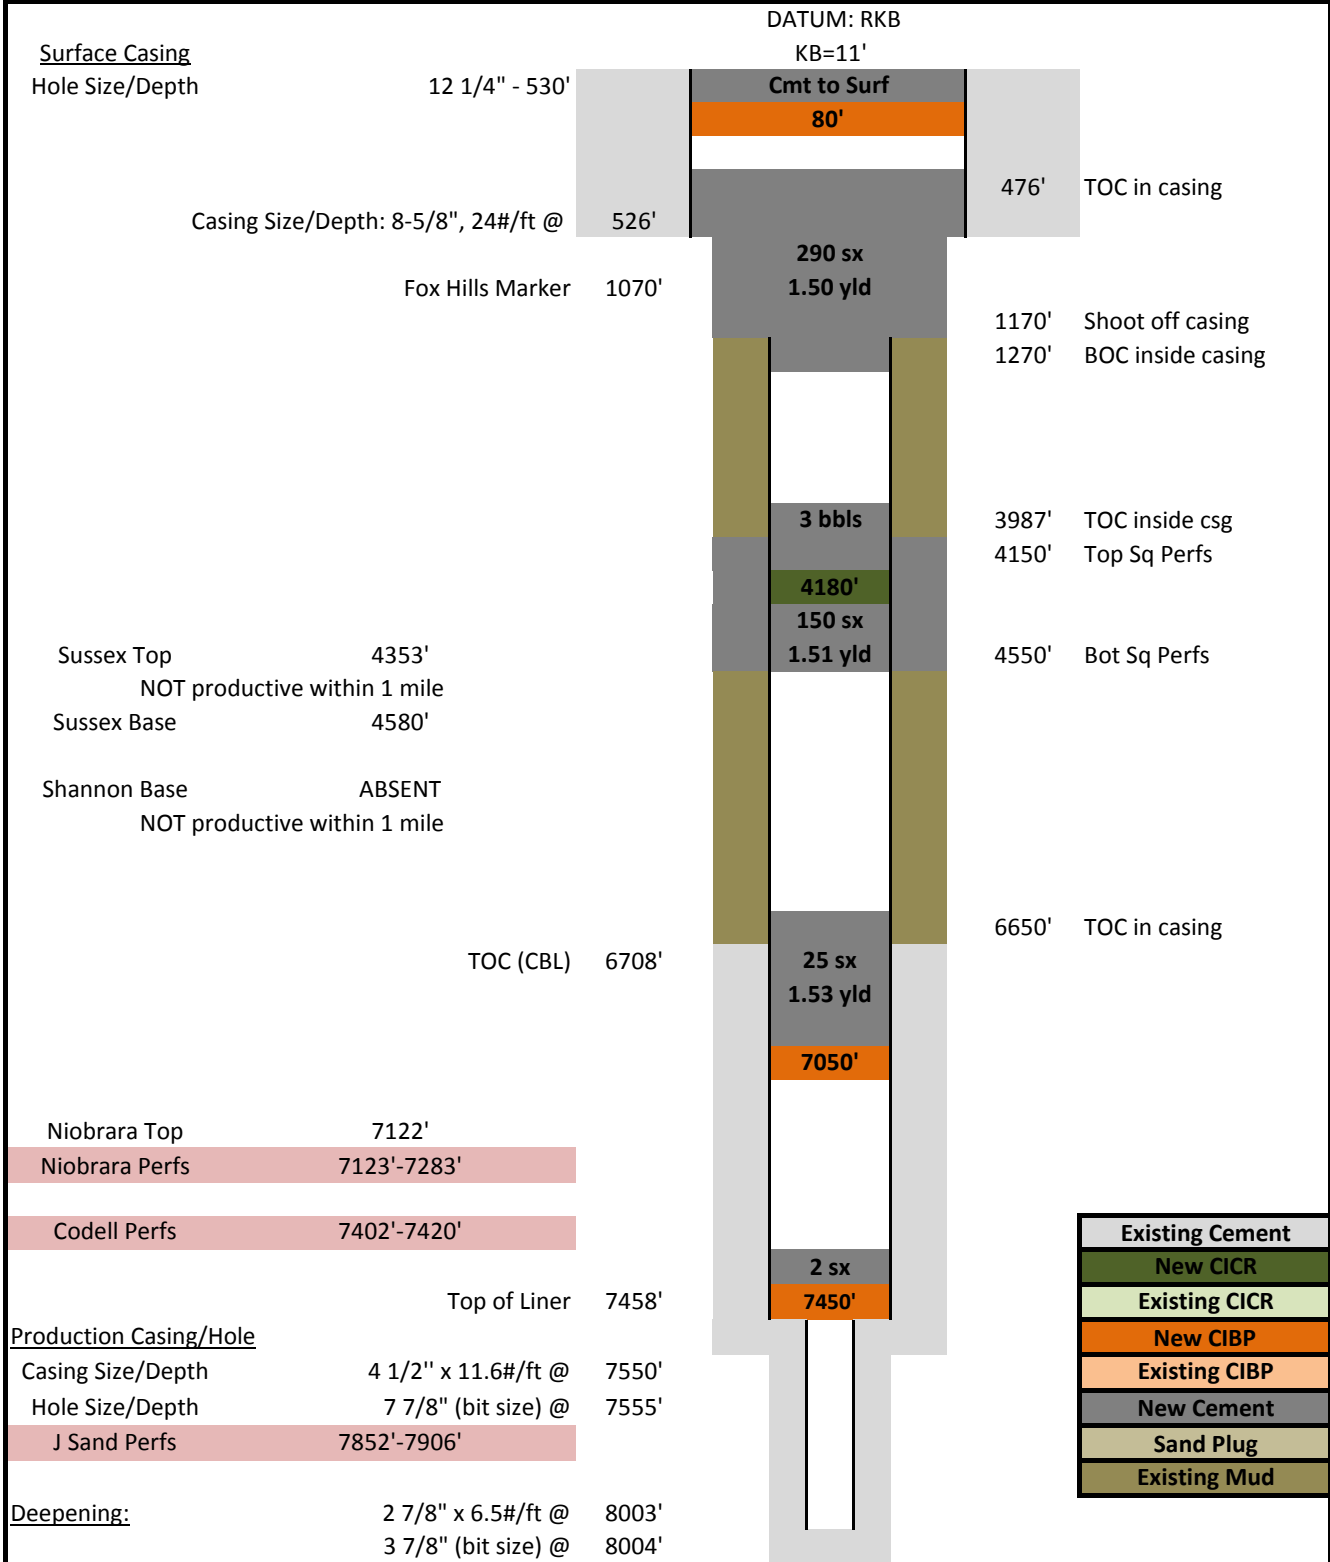 DATUM: RKB
Surface Casing KB=11'
Hole Size/Depth 12 1/4" - 530' Cmt to Surf
80'
476' TOC in casing
Casing Size/Depth: 8-5/8", 24#/ft @ 526'
290 sx
Fox Hills Marker 1070' 1.50 yld
1170' Shoot off casing
1270' BOC inside casing
3 bbls 3987' TOC inside csg
4150' Top Sq Perfs
4180'
150 sx
Sussex Top 4353' 1.51 yld 4550' Bot Sq Perfs
NOT productive within 1 mile
Sussex Base 4580'
Shannon Base ABSENT
NOT productive within 1 mile
6650' TOC in casing
TOC (CBL) 6708' 25 sx
1.53 yld
7050'
Niobrara Top 7122'
Niobrara Perfs 7123'-7283'
Codell Perfs 7402'-7420' Existing Cement
2 sx New CICR
Top of Liner 7458' 7450' Existing CICR
Production Casing/Hole New CIBP
Casing Size/Depth 4 1/2'' x 11.6#/ft @ 7550' Existing CIBP
Hole Size/Depth 7 7/8" (bit size) @ 7555' New Cement
J Sand Perfs 7852'-7906' Sand Plug
Existing Mud
Deepening: 2 7/8" x 6.5#/ft @ 8003'
3 7/8" (bit size) @ 8004'